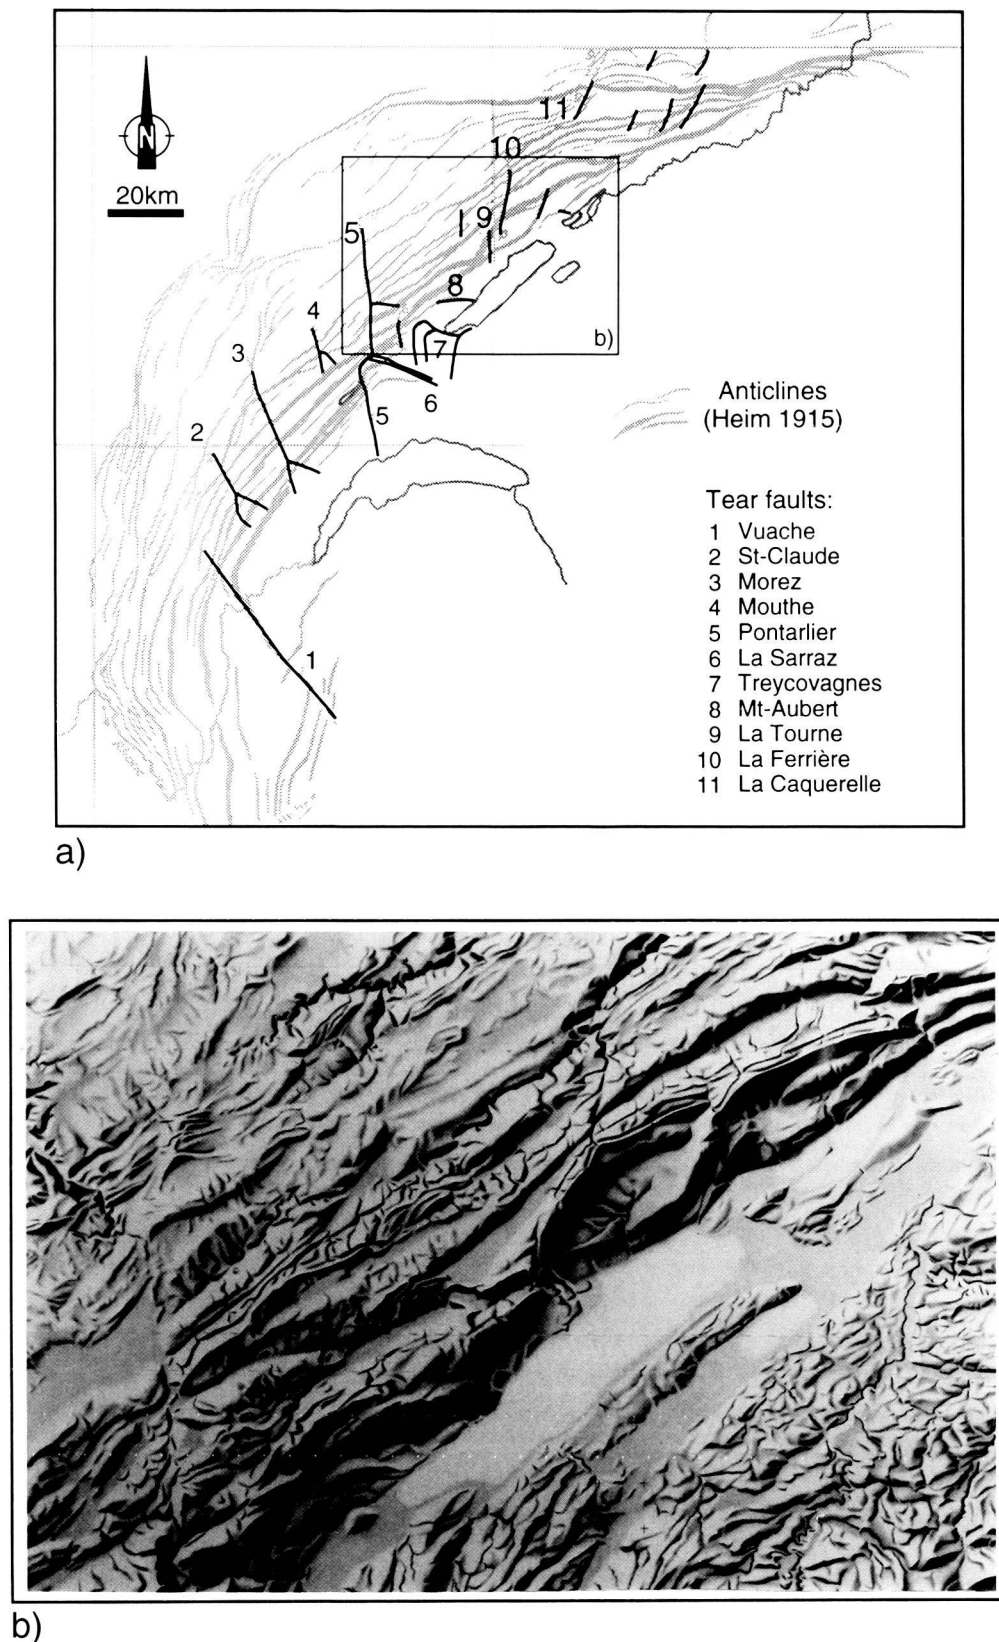 N
20km
11
10
9
5
8
4
7
b)
3
6
5
2
1
Anticlines
(Heim 1915)
Tear faults:
1 Vuache
2 St-Claude
3 Morez
4 Mouthe
5 Pontarlier
6 La Sarraz
7 Treycovagnes
8 Mt-Aubert
9 La Tourne
10 La Ferrière
11 La Caquerelle
a)
b)